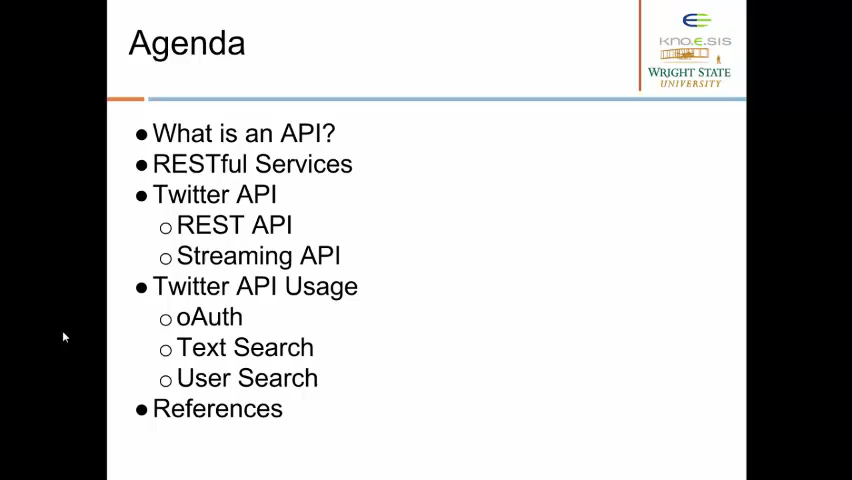 Agenda
kno.e.sis
WRIGHT STATE
UNIVERSITY
●What is an API?
●RESTful Services
●Twitter API
○REST API
○Streaming API
●Twitter API Usage
○oAuth
○Text Search
○User Search
●References